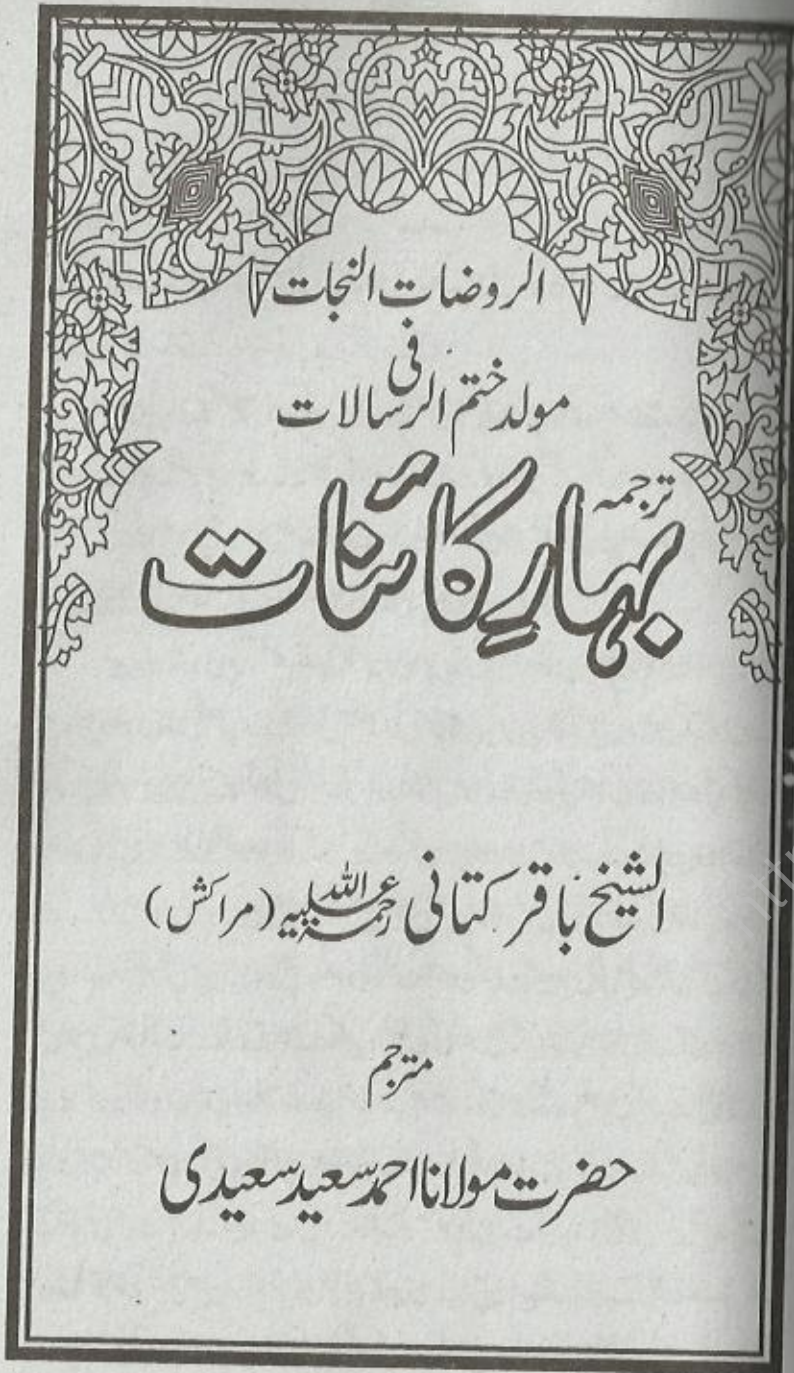 الروضات النجات
فی
مولد ختم الرسالات
ترجمہ
بہارِ کائنات
الشیخ باقر کتانی رحمۃ اللہ علیہ (مراکش)
مترجم
حضرت مولانا احمد سعید سعیدی